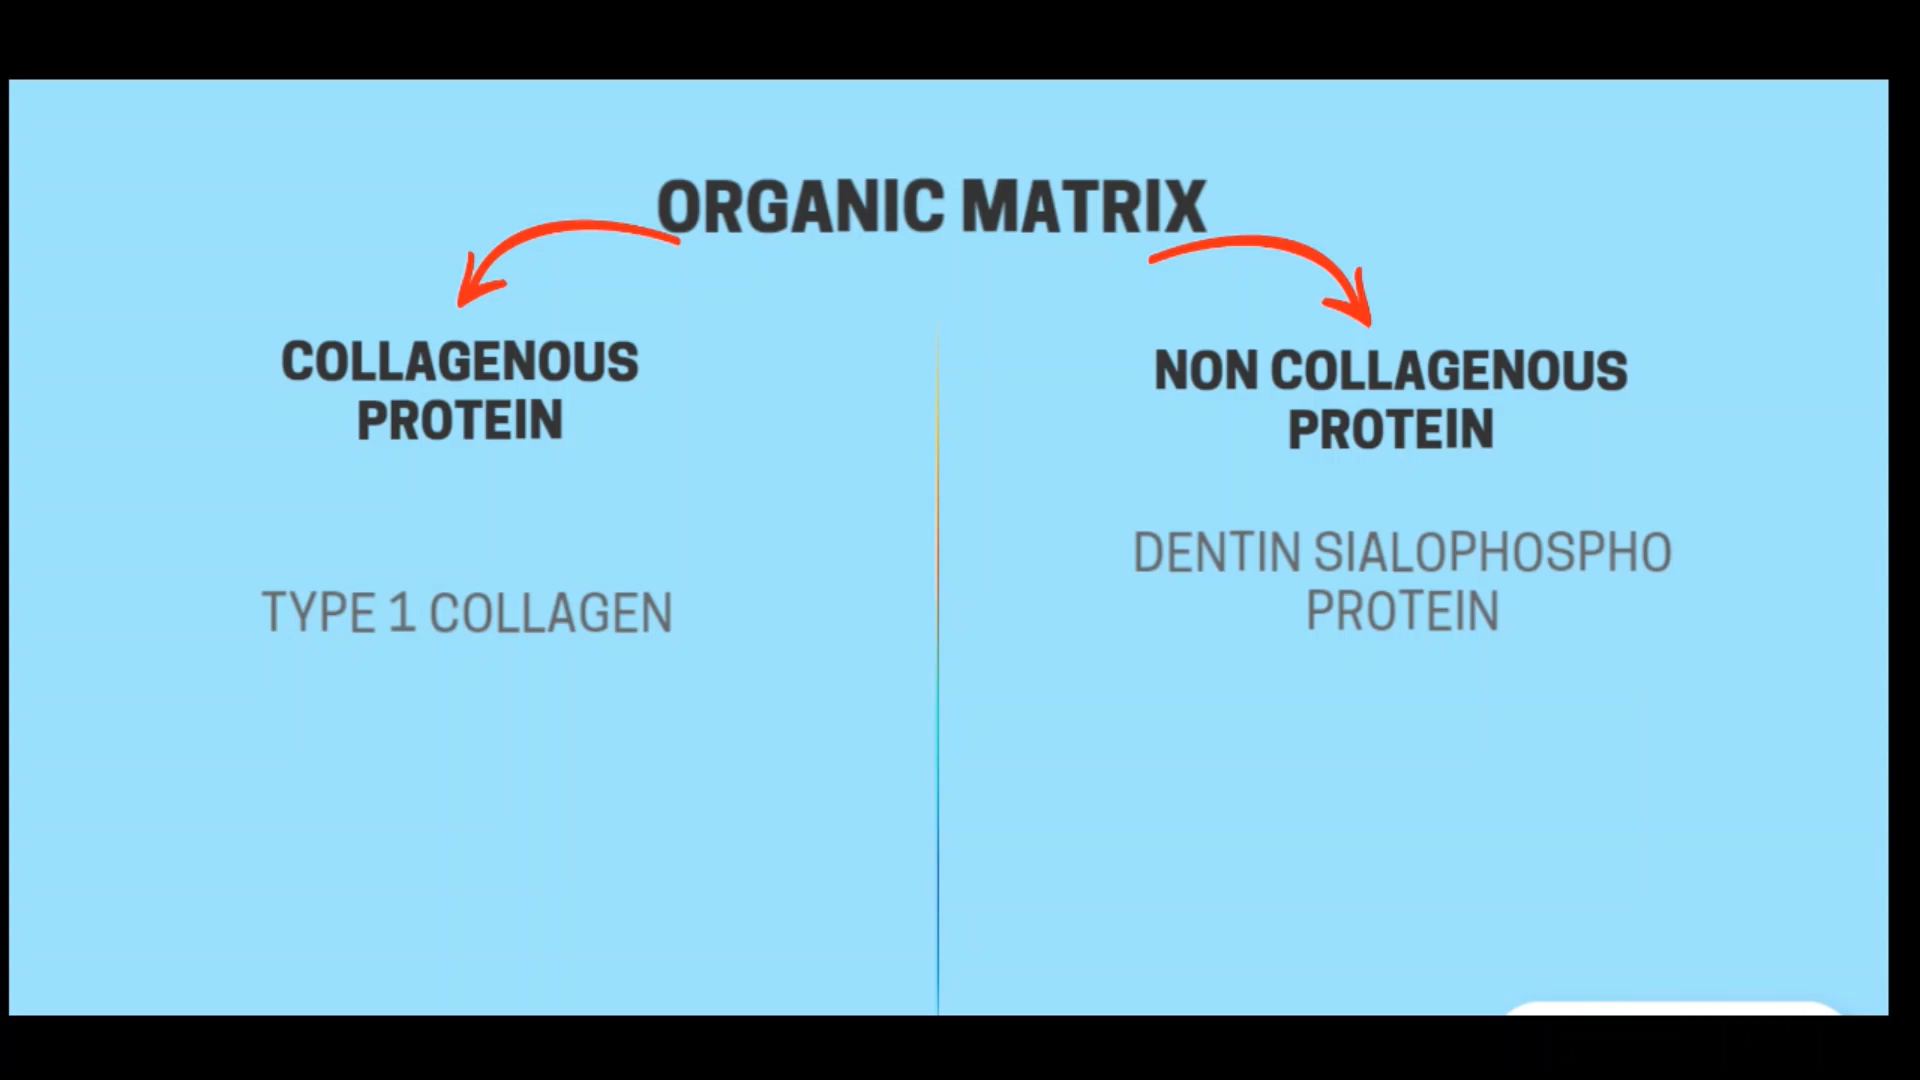 ORGANIC MATRIX
COLLAGENOUS
PROTEIN
TYPE 1 COLLAGEN
NON COLLAGENOUS
PROTEIN
DENTIN SIALOPHOSPHO
PROTEIN